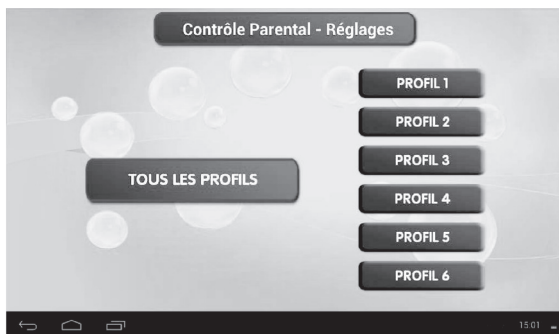 Contrôle Parental - Réglages
TOUS LES PROFILS
PROFIL 1
PROFIL 2
PROFIL 3
PROFIL 4
PROFIL 5
PROFIL 6
15:01